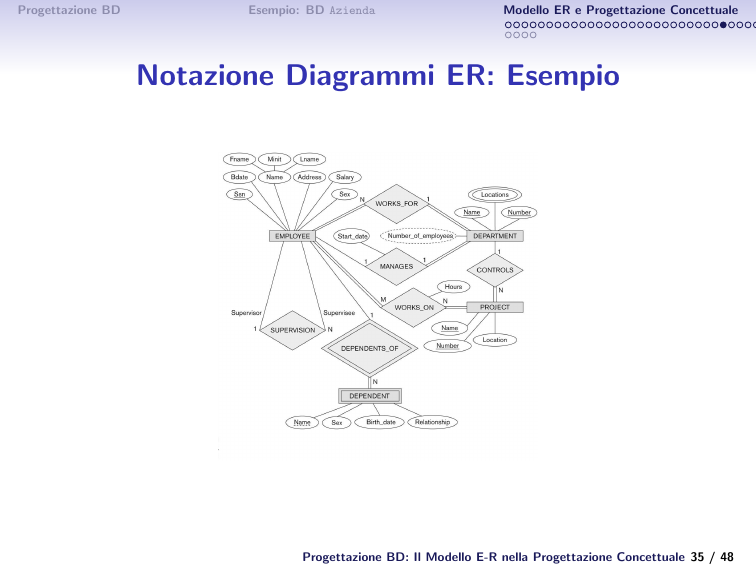 Progettazione BD Esempio: BD Azienda Modello ER e Progettazione Concettuale
Notazione Diagrammi ER: Esempio
Fname Minit Lname
Bdate Name Address Salary
Ssn Sex
N WORKS_FOR 1
Locations
Name Number
EMPLOYEE Start_date Number_of_employees DEPARTMENT
1 MANAGES 1
1
CONTROLS
N
Hours
M WORKS_ON N PROJECT
Supervisor Supervisee 1
1 SUPERVISION N
Name
Number Location
DEPENDENTS_OF
N
DEPENDENT
Name Sex Birth_date Relationship
Progettazione BD: Il Modello E-R nella Progettazione Concettuale 35 / 48